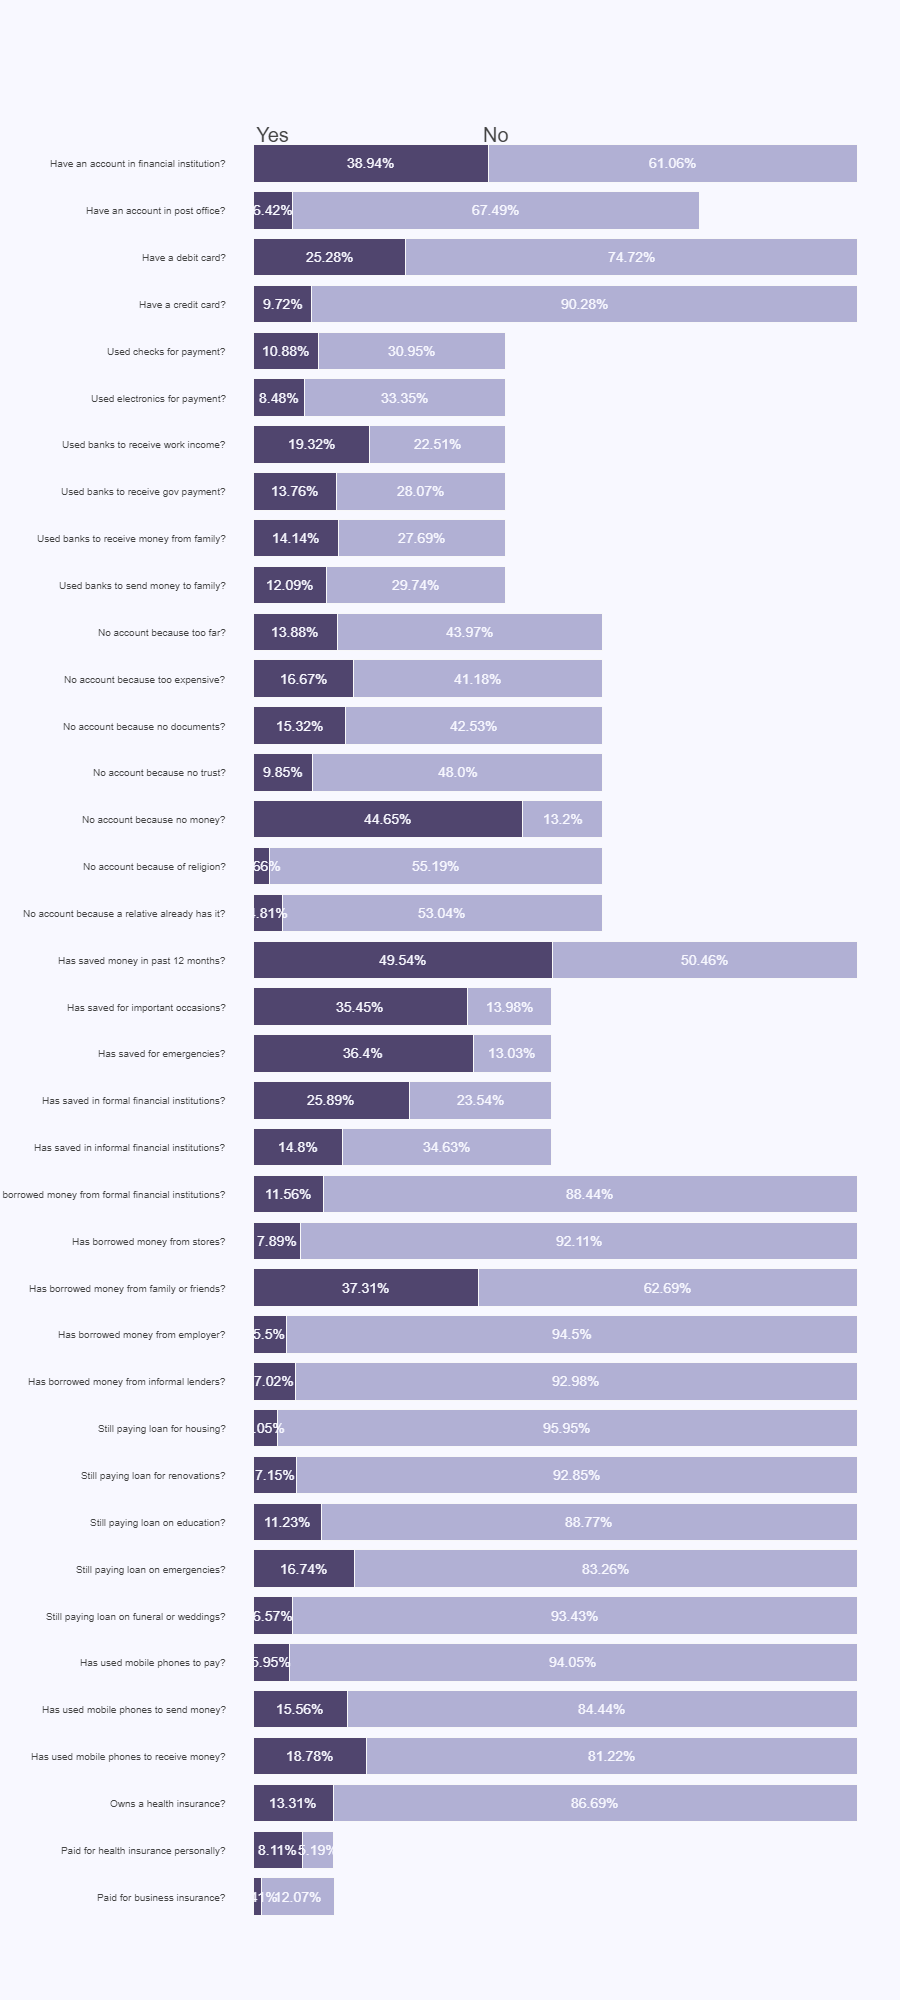 Yes No
Have an account in financial institution? 38.94% 61.06%
Have an account in post office? 6.42% 67.49%
Have a debit card? 25.28% 74.72%
Have a credit card? 9.72% 90.28%
Used checks for payment? 10.88% 30.95%
Used electronics for payment? 8.48% 33.35%
Used banks to receive work income? 19.32% 22.51%
Used banks to receive gov payment? 13.76% 28.07%
Used banks to receive money from family? 14.14% 27.69%
Used banks to send money to family? 12.09% 29.74%
No account because too far? 13.88% 43.97%
No account because too expensive? 16.67% 41.18%
No account because no documents? 15.32% 42.53%
No account because no trust? 9.85% 48.0%
No account because no money? 44.65% 13.2%
No account because of religion? 66% 55.19%
No account because a relative already has it? .81% 53.04%
Has saved money in past 12 months? 49.54% 50.46%
Has saved for important occasions? 35.45% 13.98%
Has saved for emergencies? 36.4% 13.03%
Has saved in formal financial institutions? 25.89% 23.54%
Has saved in informal financial institutions? 14.8% 34.63%
borrowed money from formal financial institutions? 11.56% 88.44%
Has borrowed money from stores? 7.89% 92.11%
Has borrowed money from family or friends? 37.31% 62.69%
Has borrowed money from employer? 5.5% 94.5%
Has borrowed money from informal lenders? 7.02% 92.98%
Still paying loan for housing? .05% 95.95%
Still paying loan for renovations? 7.15% 92.85%
Still paying loan on education? 11.23% 88.77%
Still paying loan on emergencies? 16.74% 83.26%
Still paying loan on funeral or weddings? 6.57% 93.43%
Has used mobile phones to pay? 5.95% 94.05%
Has used mobile phones to send money? 15.56% 84.44%
Has used mobile phones to receive money? 18.78% 81.22%
Owns a health insurance? 13.31% 86.69%
Paid for health insurance personally? 8.11% 5.19%
Paid for business insurance? 41% 12.07%